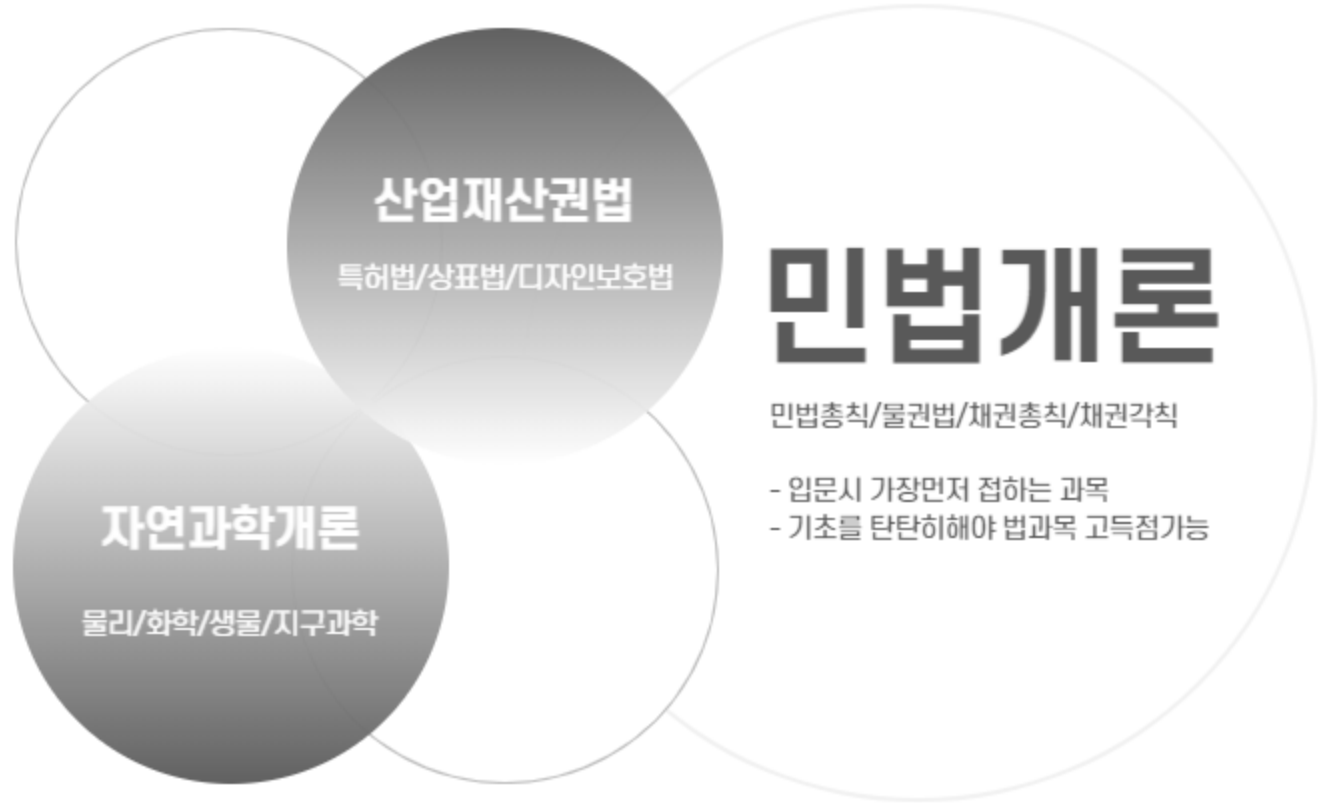 산업재산권법
특허법/상표법/디자인보호법
자연과학개론
물리/화학/생물/지구과학
민법개론
민법총칙/물권법/채권총칙/채권각칙
- 입문시 가장먼저 접하는 과목
- 기초를 탄탄히해야 법과목 고득점가능